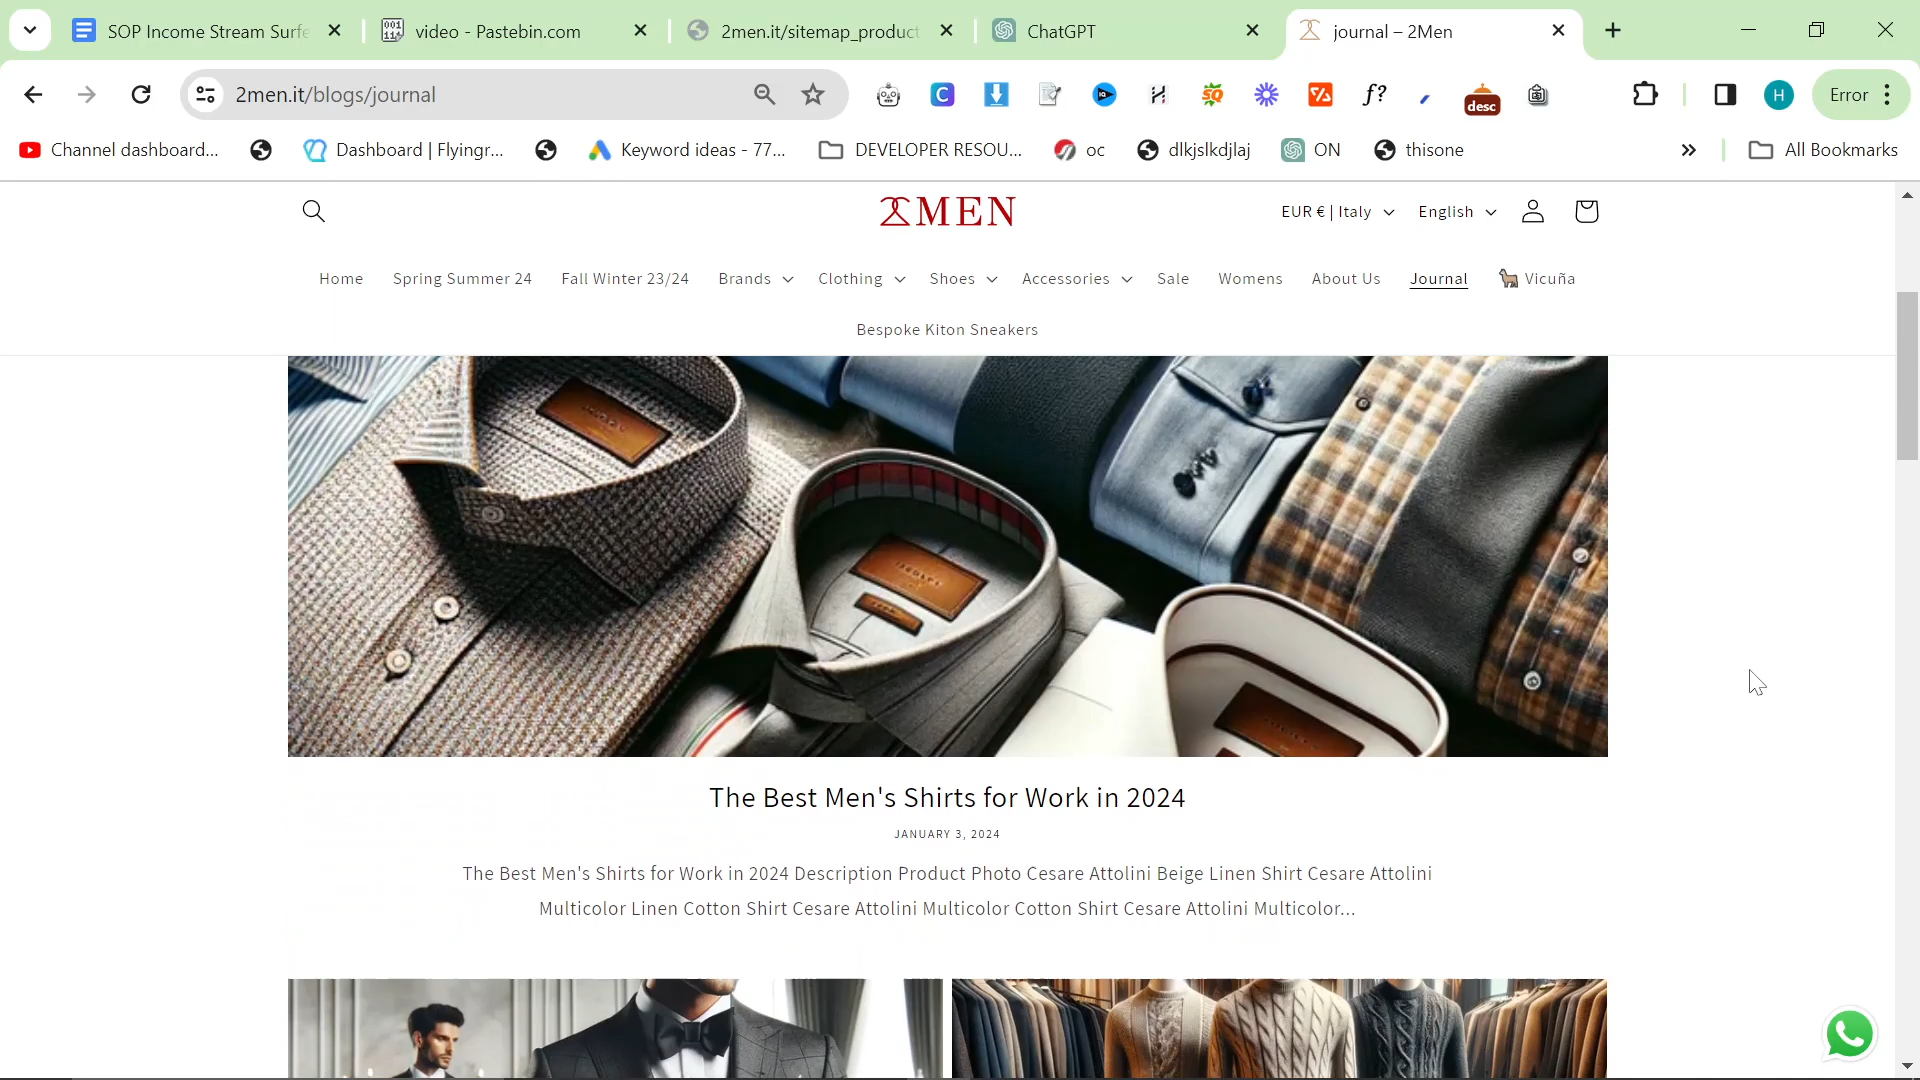 SOP Income Stream Surfe
video - Pastebin.com
2men.it/sitemap_product
ChatGPT
journal – 2Men
2men.it/blogs/journal
Error
Channel dashboard...
Dashboard | Flyingr...
Keyword ideas - 77...
DEVELOPER RESOU...
oc
dlkjslkdjlaj
ON
thisone
»
All Bookmarks
2MEN
EUR € | Italy
English
Home
Spring Summer 24
Fall Winter 23/24
Brands
Clothing
Shoes
Accessories
Sale
Womens
About Us
Journal
Vicuña
Bespoke Kiton Sneakers
The Best Men's Shirts for Work in 2024
JANUARY 3, 2024
The Best Men's Shirts for Work in 2024 Description Product Photo Cesare Attolini Beige Linen Shirt Cesare Attolini
Multicolor Linen Cotton Shirt Cesare Attolini Multicolor Cotton Shirt Cesare Attolini Multicolor...